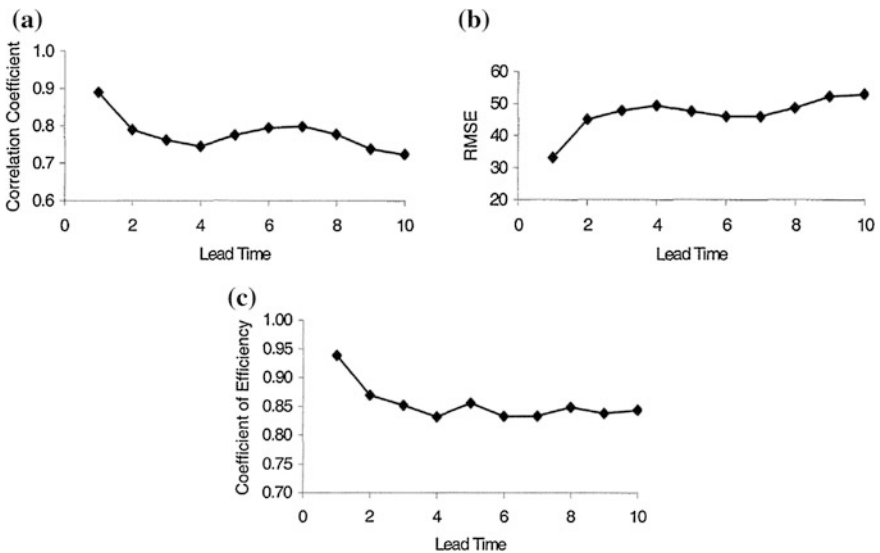 (a)
Correlation Coefficient
1.0
0.9
0.8
0.7
0.6
0 2 4 6 8 10
Lead Time
(b)
RMSE
60
50
40
30
20
0 2 4 6 8 10
Lead Time
(c)
Coefficient of Efficiency
1.00
0.95
0.90
0.85
0.80
0.75
0.70
0 2 4 6 8 10
Lead Time